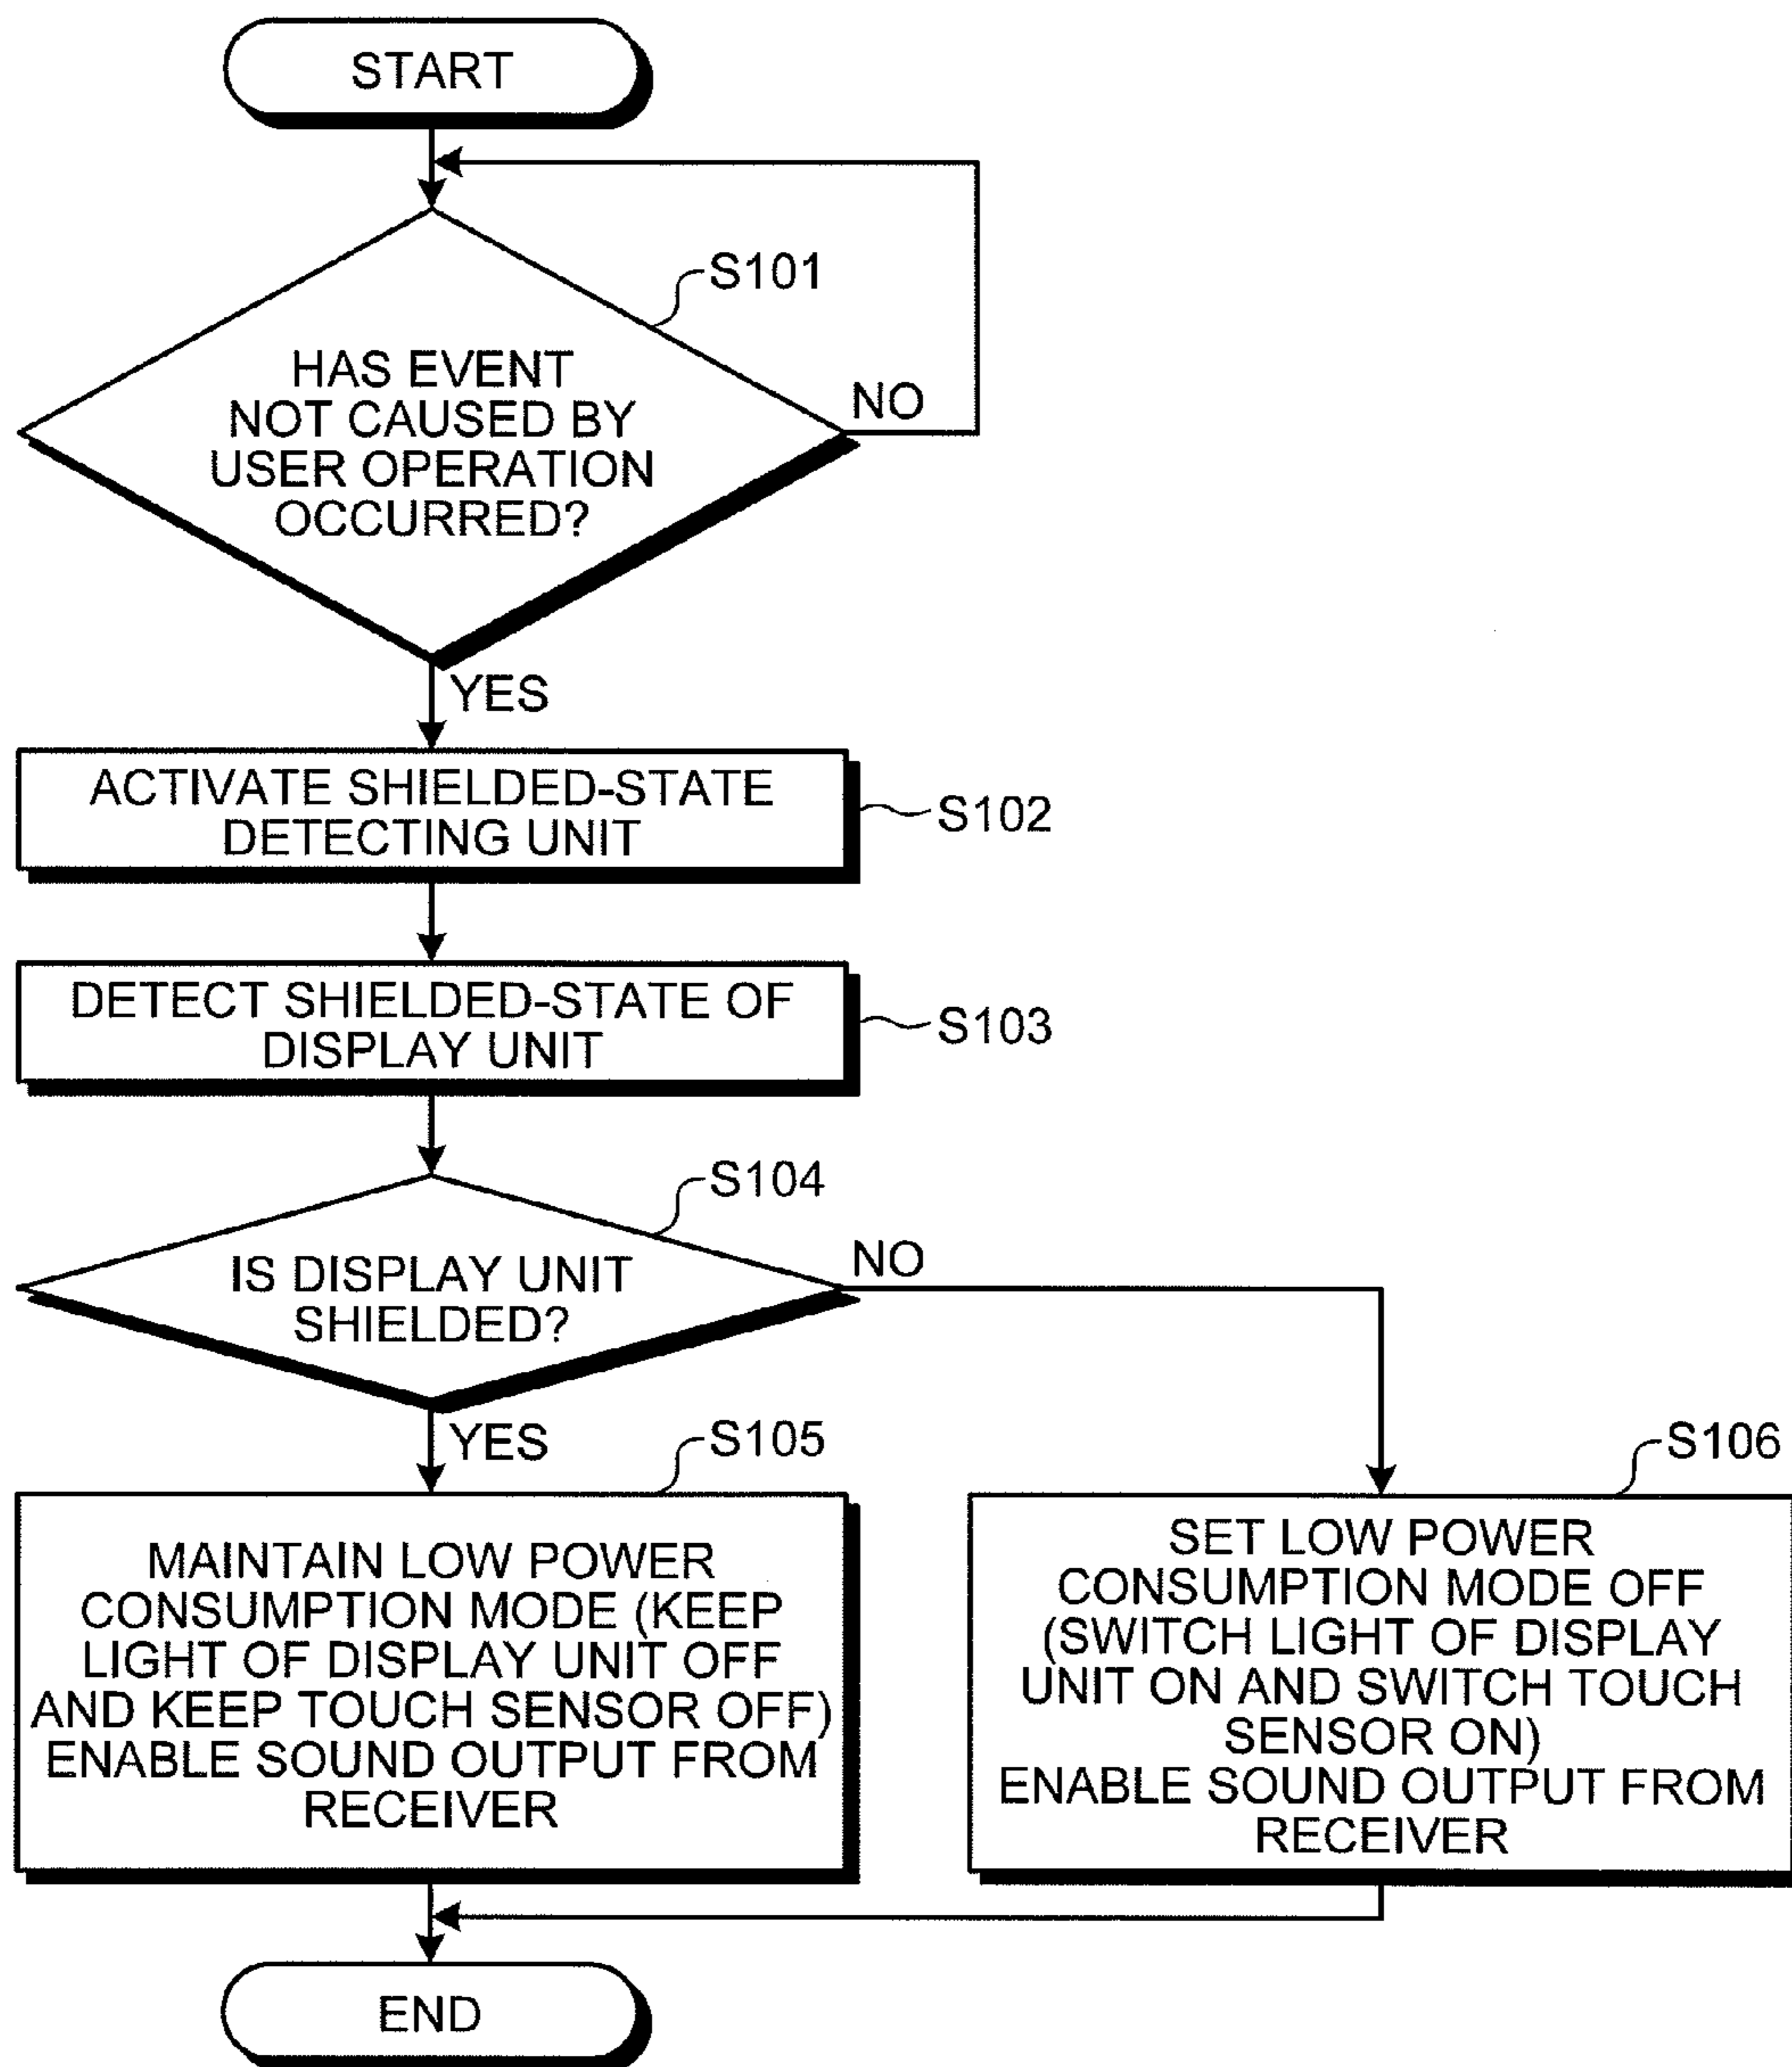 START
S101
HAS EVENT
NOT CAUSED BY
USER OPERATION
OCCURRED?
NO
YES
ACTIVATE SHIELDED-STATE
DETECTING UNIT
S102
DETECT SHIELDED-STATE OF
DISPLAY UNIT
S103
S104
IS DISPLAY UNIT
SHIELDED?
NO
YES
S105
MAINTAIN LOW POWER
CONSUMPTION MODE (KEEP
LIGHT OF DISPLAY UNIT OFF
AND KEEP TOUCH SENSOR OFF)
ENABLE SOUND OUTPUT FROM
RECEIVER
S106
SET LOW POWER
CONSUMPTION MODE OFF
(SWITCH LIGHT OF DISPLAY
UNIT ON AND SWITCH TOUCH
SENSOR ON)
ENABLE SOUND OUTPUT FROM
RECEIVER
END